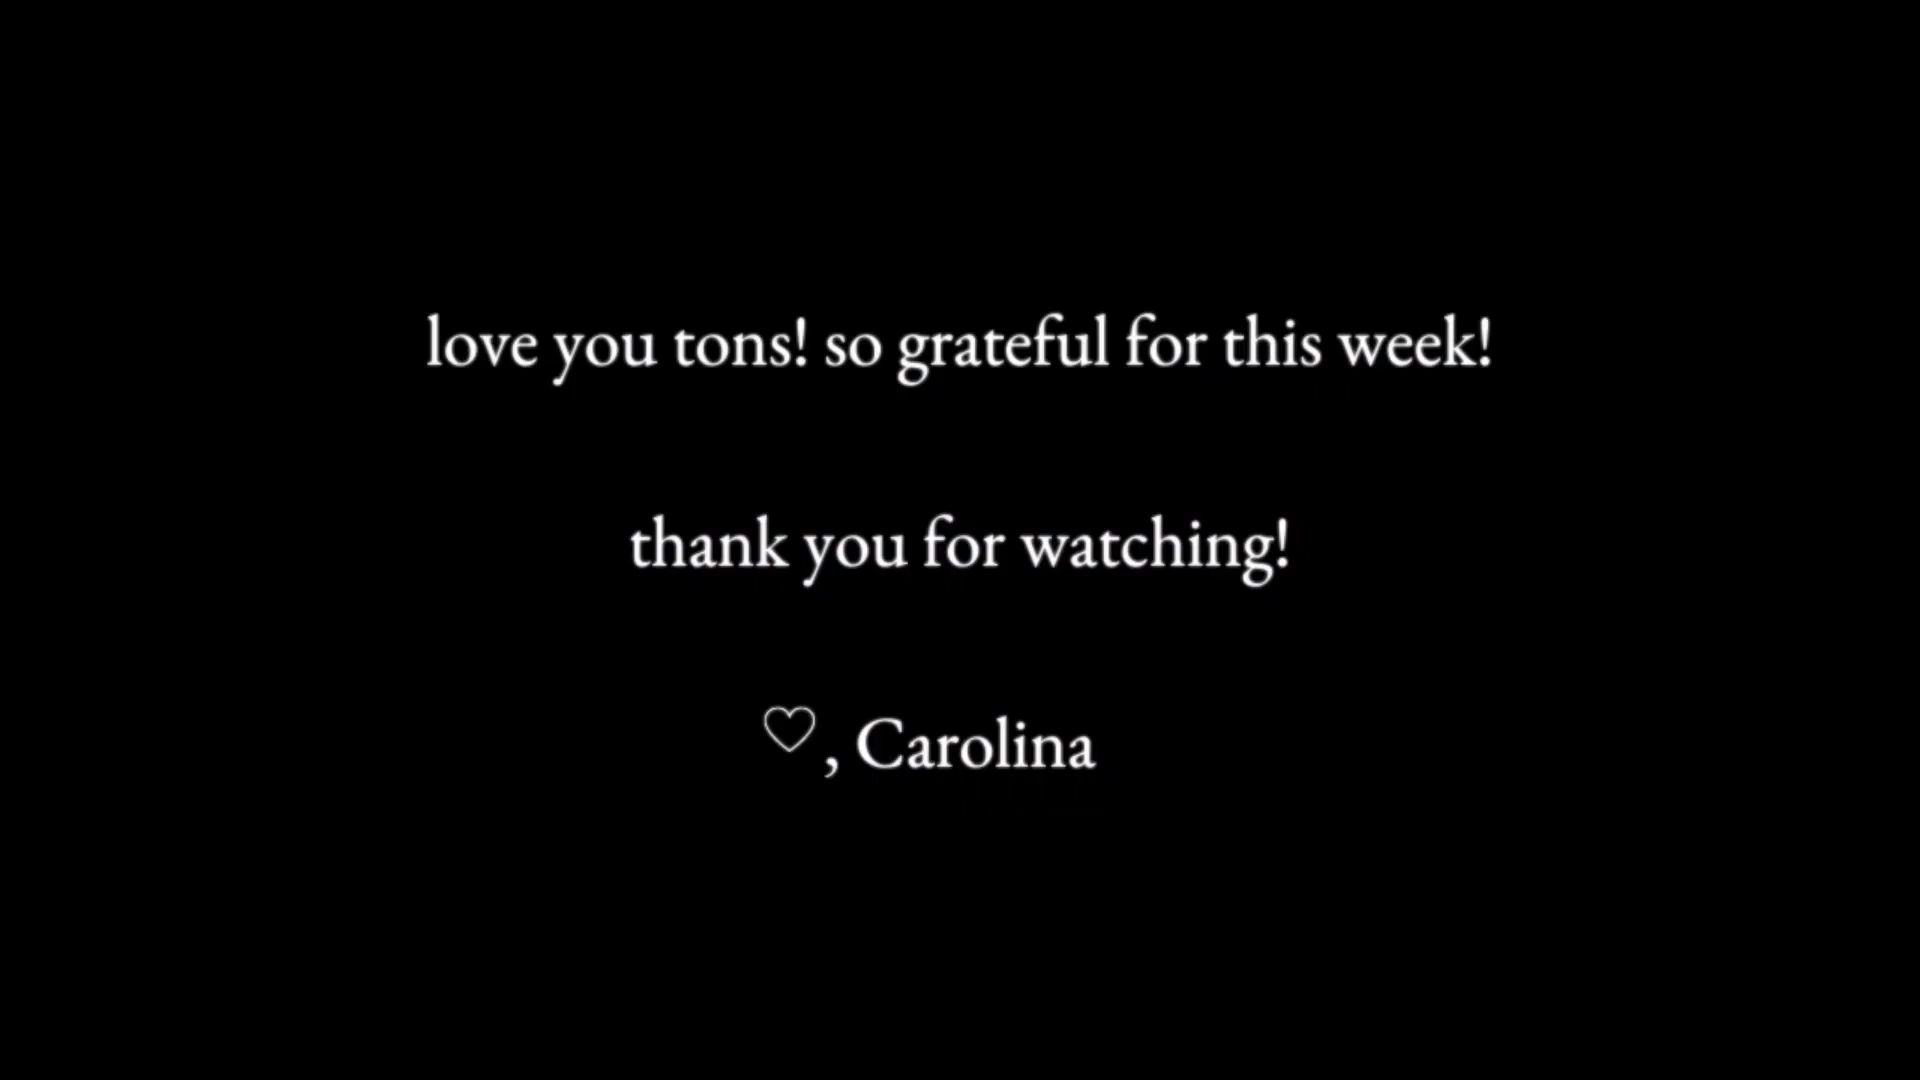 love you tons! so grateful for this week!
thank you for watching!
♡, Carolina